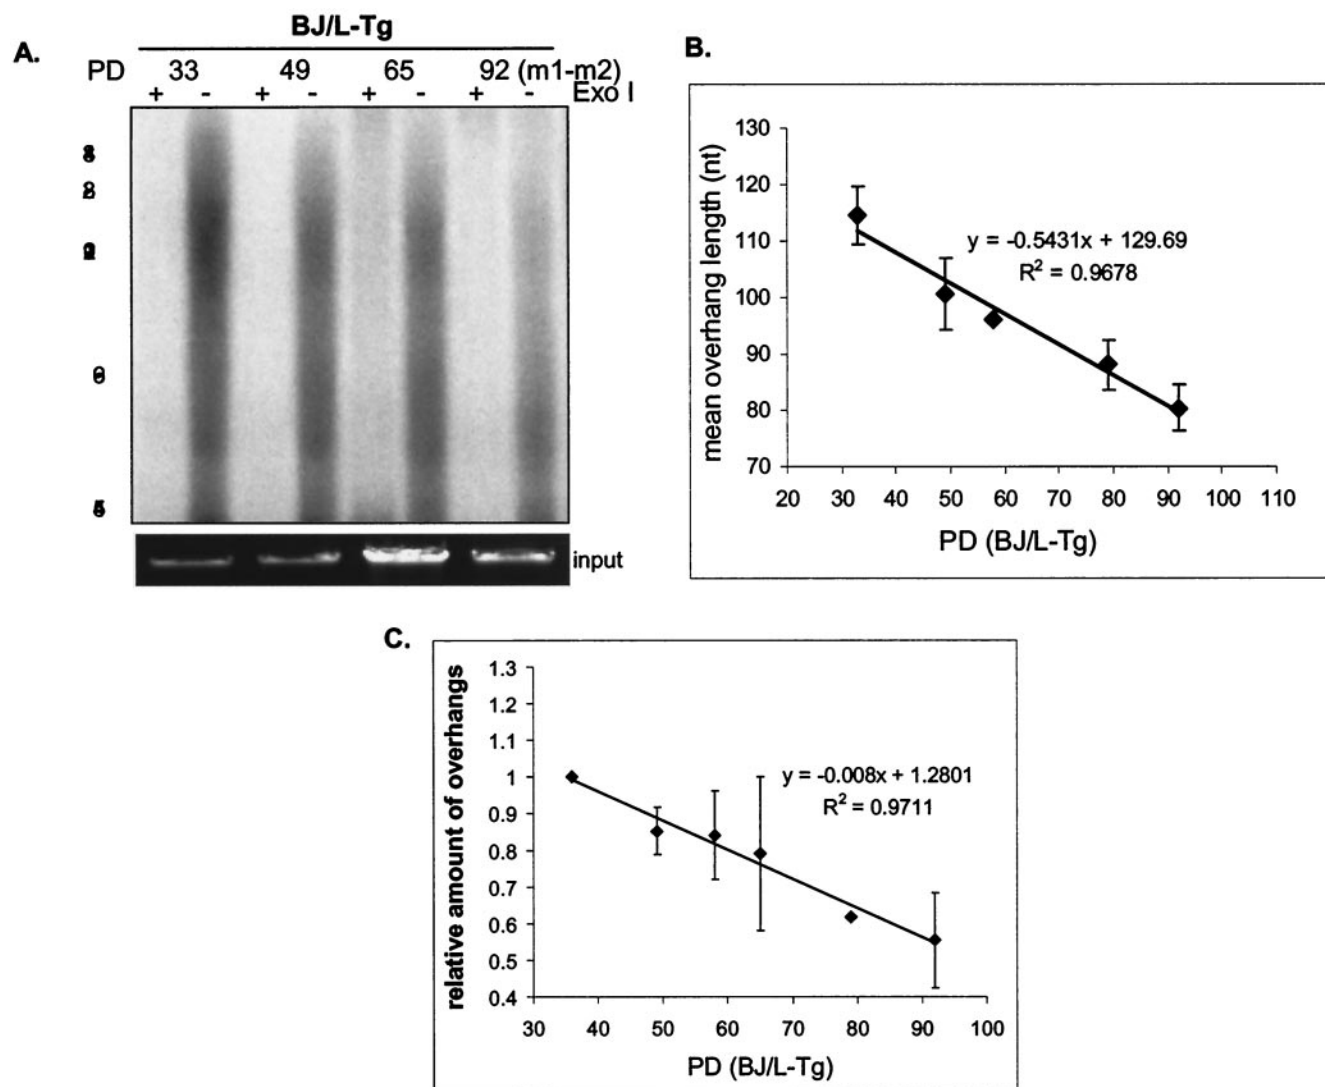 A.
BJ/L-Tg
PD 33 49 65 92 (m1-m2)
+ - + - + - + - Exo I
input
B.
130
120
110
100
90
80
70
mean overhang length (nt)
y = -0.5431x + 129.69
R² = 0.9678
20 30 40 50 60 70 80 90 100 110
PD (BJ/L-Tg)
C.
1.3
1.2
1.1
1
0.9
0.8
0.7
0.6
0.5
0.4
relative amount of overhangs
y = -0.008x + 1.2801
R² = 0.9711
30 40 50 60 70 80 90 100
PD (BJ/L-Tg)